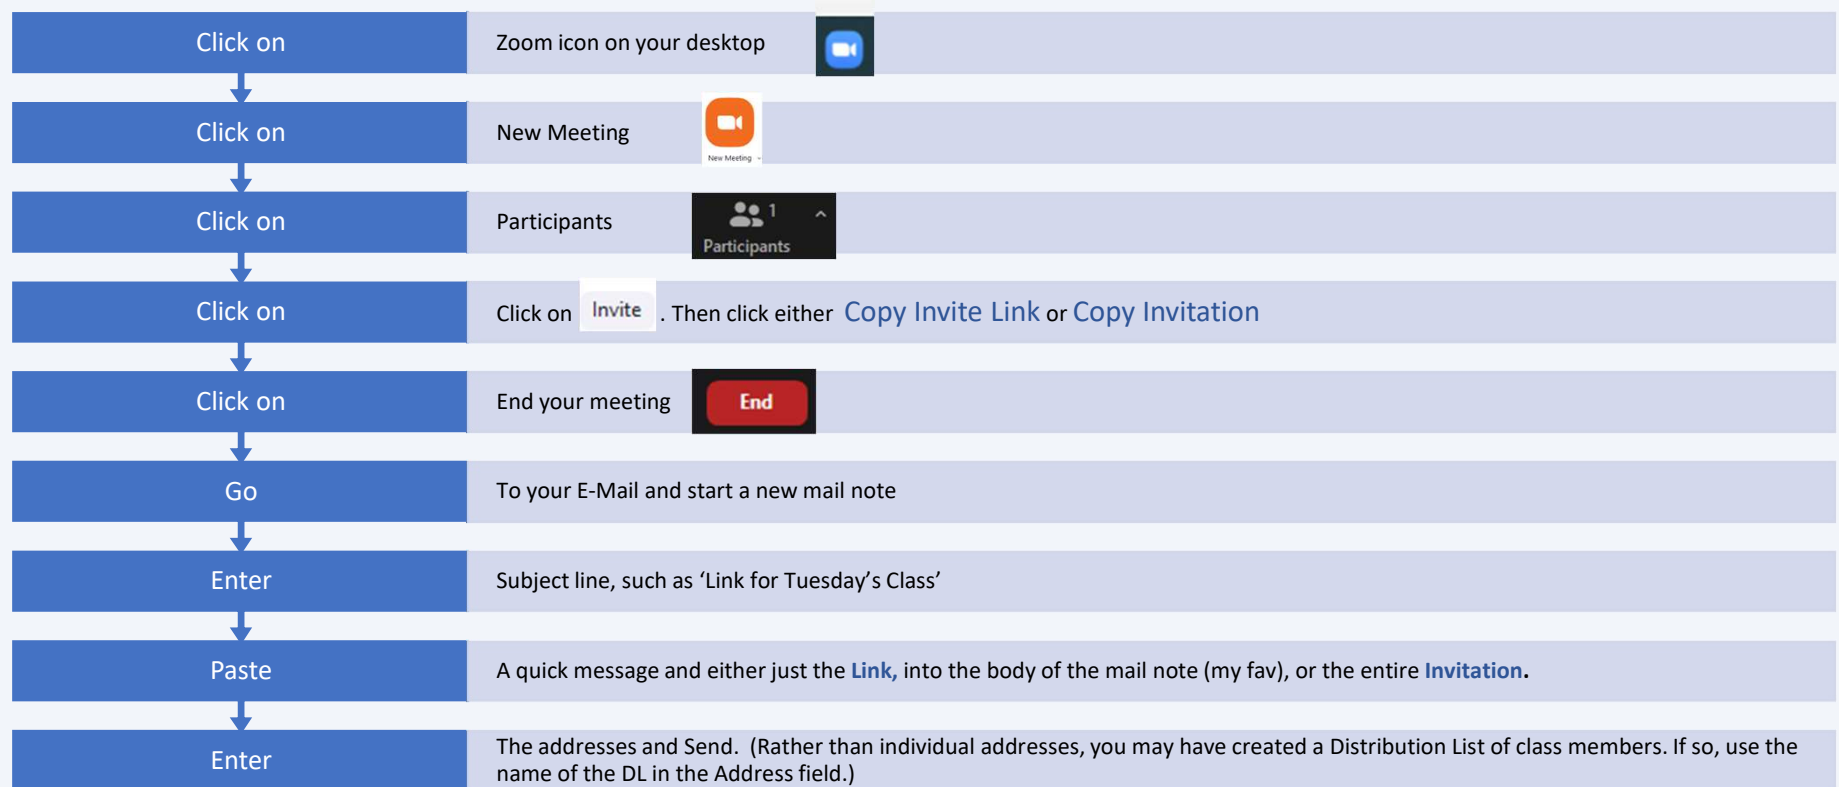 Click on
Zoom icon on your desktop
Click on
New Meeting
New Meeting
Click on
Participants
1
Participants
Click on
Click on Invite . Then click either Copy Invite Link or Copy Invitation
Click on
End your meeting
End
Go
To your E-Mail and start a new mail note
Enter
Subject line, such as ‘Link for Tuesday’s Class’
Paste
A quick message and either just the Link, into the body of the mail note (my fav), or the entire Invitation.
Enter
The addresses and Send. (Rather than individual addresses, you may have created a Distribution List of class members. If so, use the
name of the DL in the Address field.)